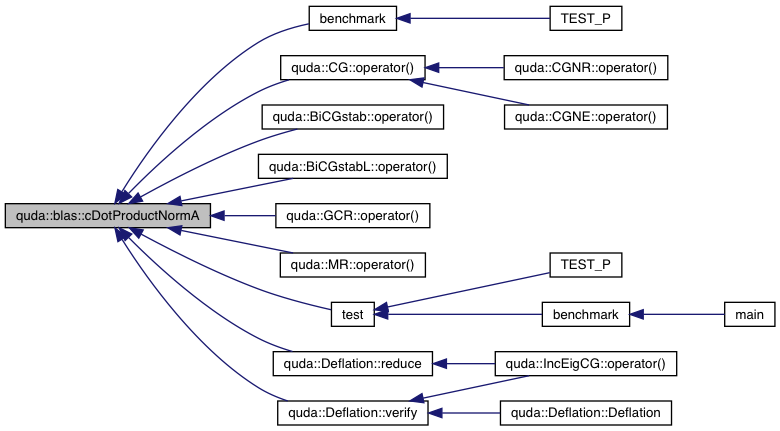 benchmark
TEST_P
quda::CG::operator()
quda::CGNR::operator()
quda::CGNE::operator()
quda::BiCGstab::operator()
quda::BiCGstabL::operator()
quda::blas::cDotProductNormA
quda::GCR::operator()
quda::MR::operator()
TEST_P
test
benchmark
main
quda::Deflation::reduce
quda::IncEigCG::operator()
quda::Deflation::verify
quda::Deflation::Deflation